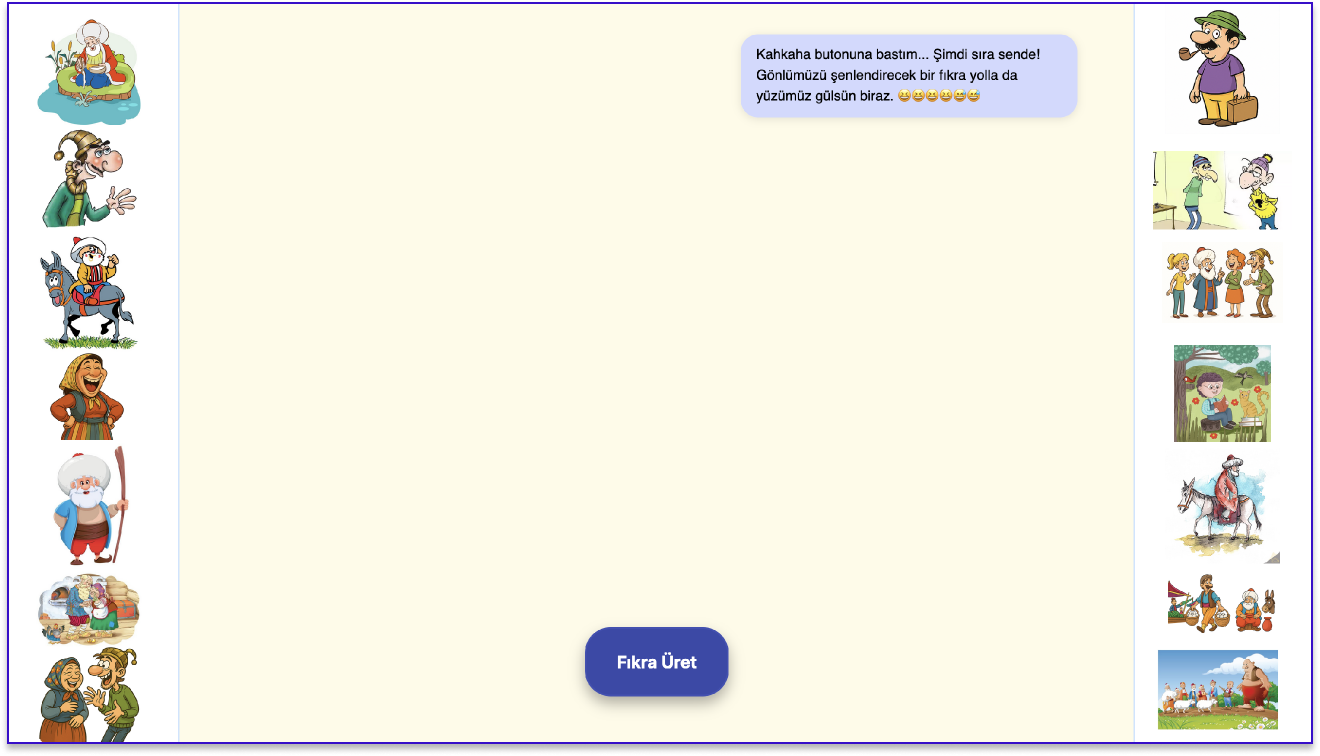 Kahkaha butonuna bastım... Şimdi sıra sende!
Gönlümüzü şenlendirecek bir fıkra yolla da
yüzümüz gülsün biraz. 😄😄😄😄😄😄
Fıkra Üret